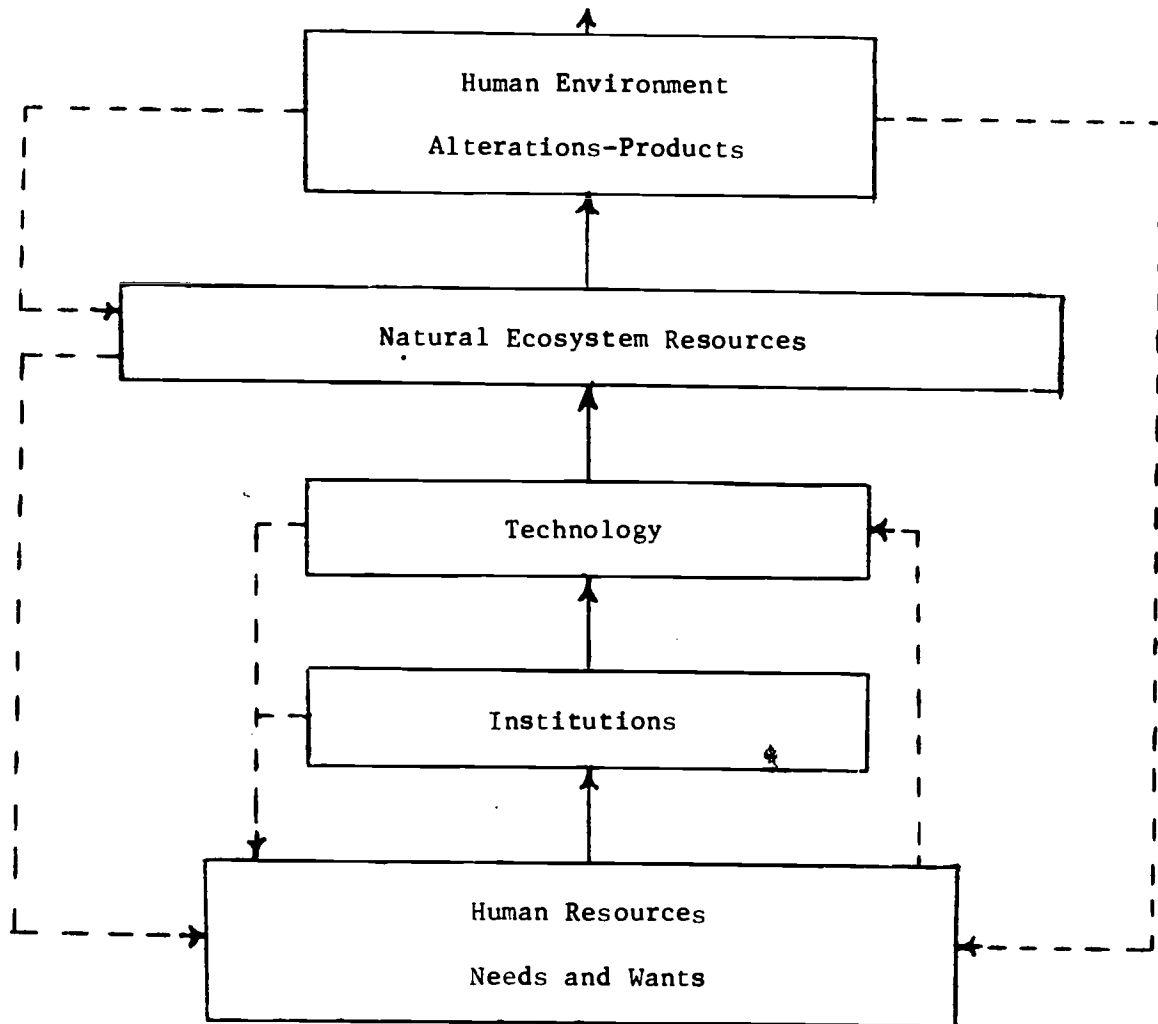 Human Environment
Alterations-Products
Natural Ecosystem Resources
Technology
Institutions
Human Resources
Needs and Wants